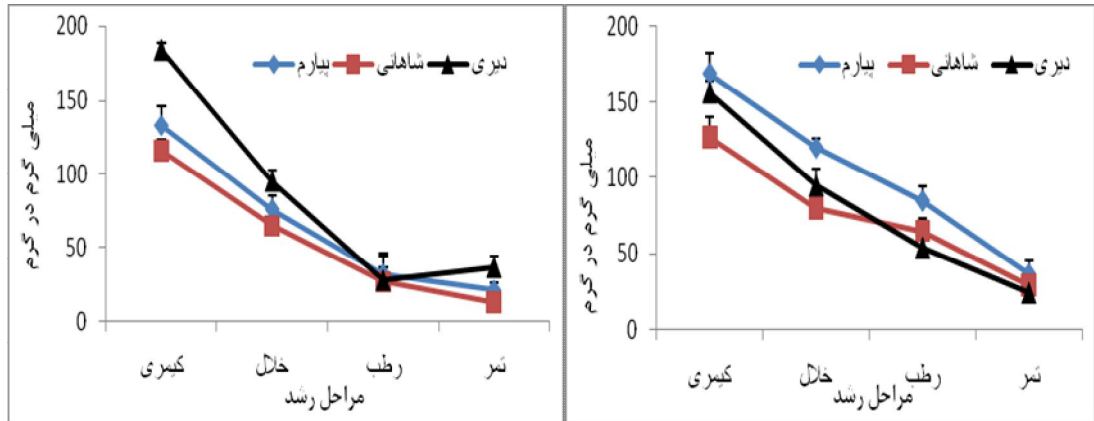 200
150
100
50
0
میلی گرم در گرم
پیارم شاهانی دیری
کیمری خلال رطب تمر
مراحل رشد
200
150
100
50
0
میلی گرم در گرم
پیارم شاهانی دیری
کیمری خلال رطب تمر
مراحل رشد